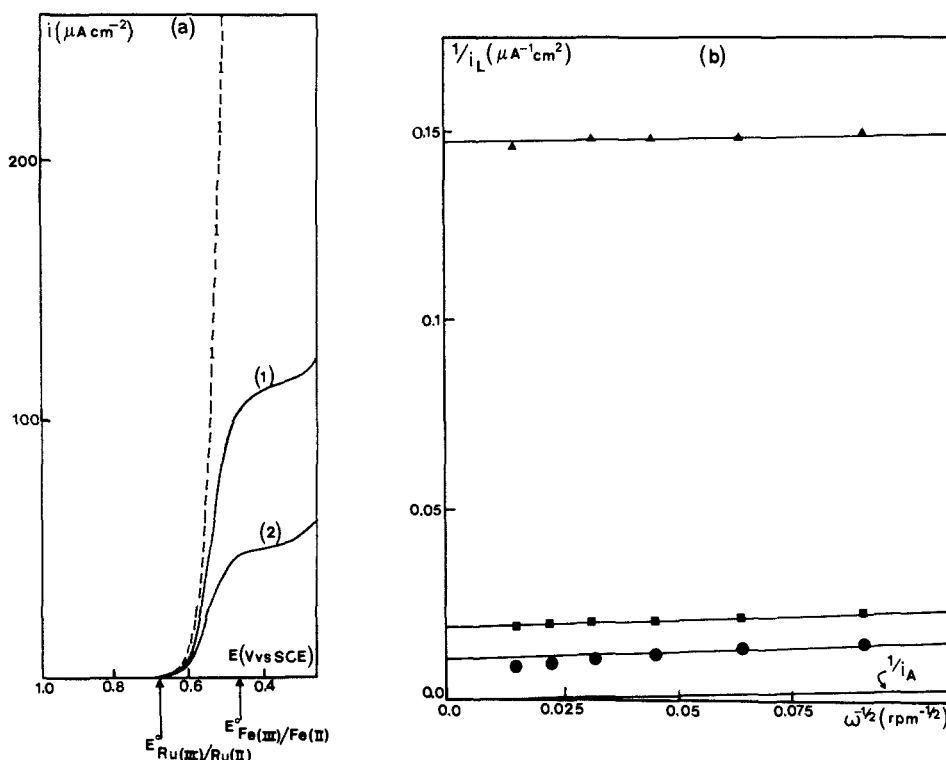 i(μA cm⁻²)
(a)
200
100
(1)
(2)
E(V vs SCE)
1.0
0.8
0.6
0.4
E°Ru(III)/Ru(II)
E°Fe(III)/Fe(II)
1/iL(μA⁻¹cm²)
(b)
0.15
0.1
0.05
0.0
0.0
0.025
0.05
0.075
1/iA
ω⁻¹/²(rpm⁻¹/²)